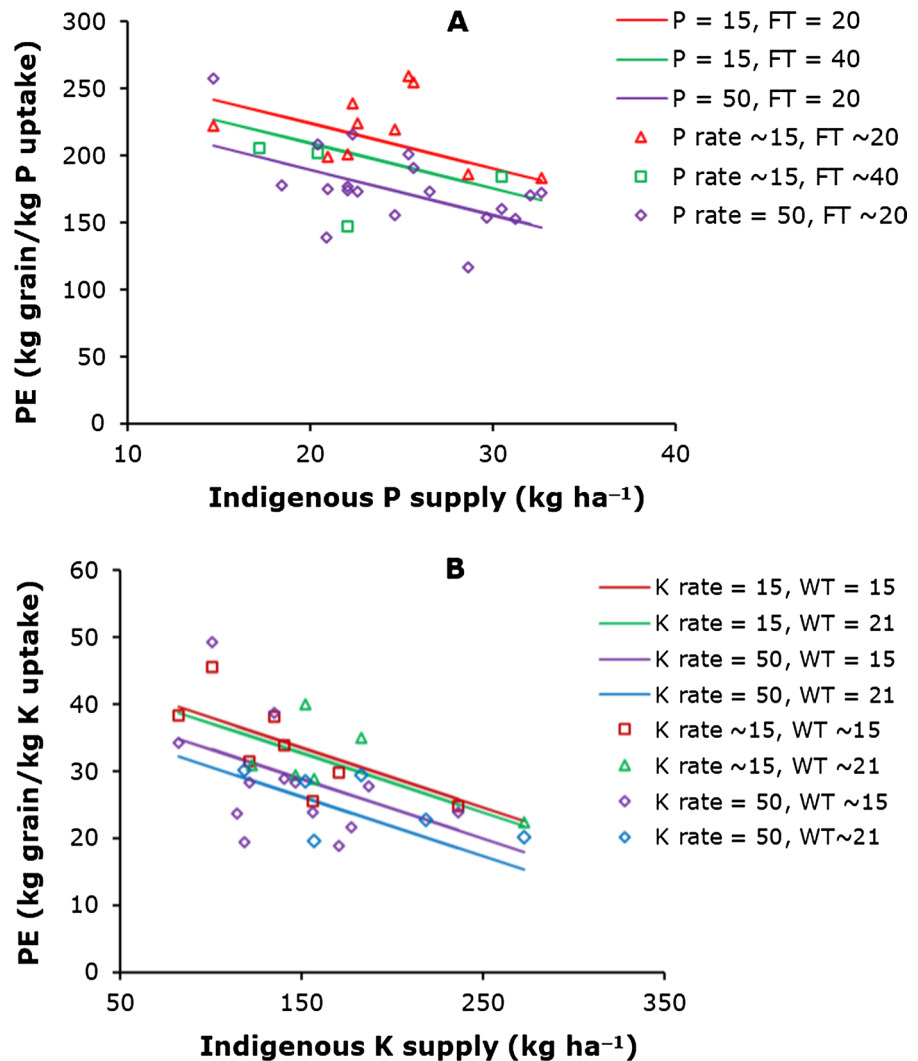 A
300
250
200
150
100
50
0
10 20 30 40
PE (kg grain/kg P uptake)
Indigenous P supply (kg ha⁻¹)
P = 15, FT = 20
P = 15, FT = 40
P = 50, FT = 20
P rate ~15, FT ~20
P rate ~15, FT ~40
P rate = 50, FT ~20
B
60
50
40
30
20
10
0
50 150 250 350
PE (kg grain/kg K uptake)
Indigenous K supply (kg ha⁻¹)
K rate = 15, WT = 15
K rate = 15, WT = 21
K rate = 50, WT = 15
K rate = 50, WT = 21
K rate ~15, WT ~15
K rate ~15, WT ~21
K rate = 50, WT ~15
K rate = 50, WT~21